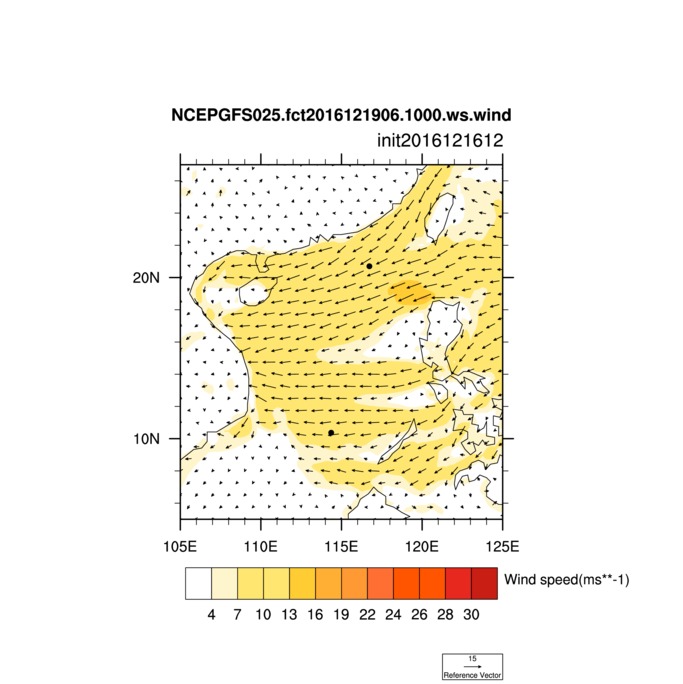 NCEPGFS025.fct2016121906.1000.ws.wind
init2016121612
20N
10N
105E 110E 115E 120E 125E
Wind speed(ms**-1)
4 7 10 13 16 19 22 24 26 28 30
15
Reference Vector